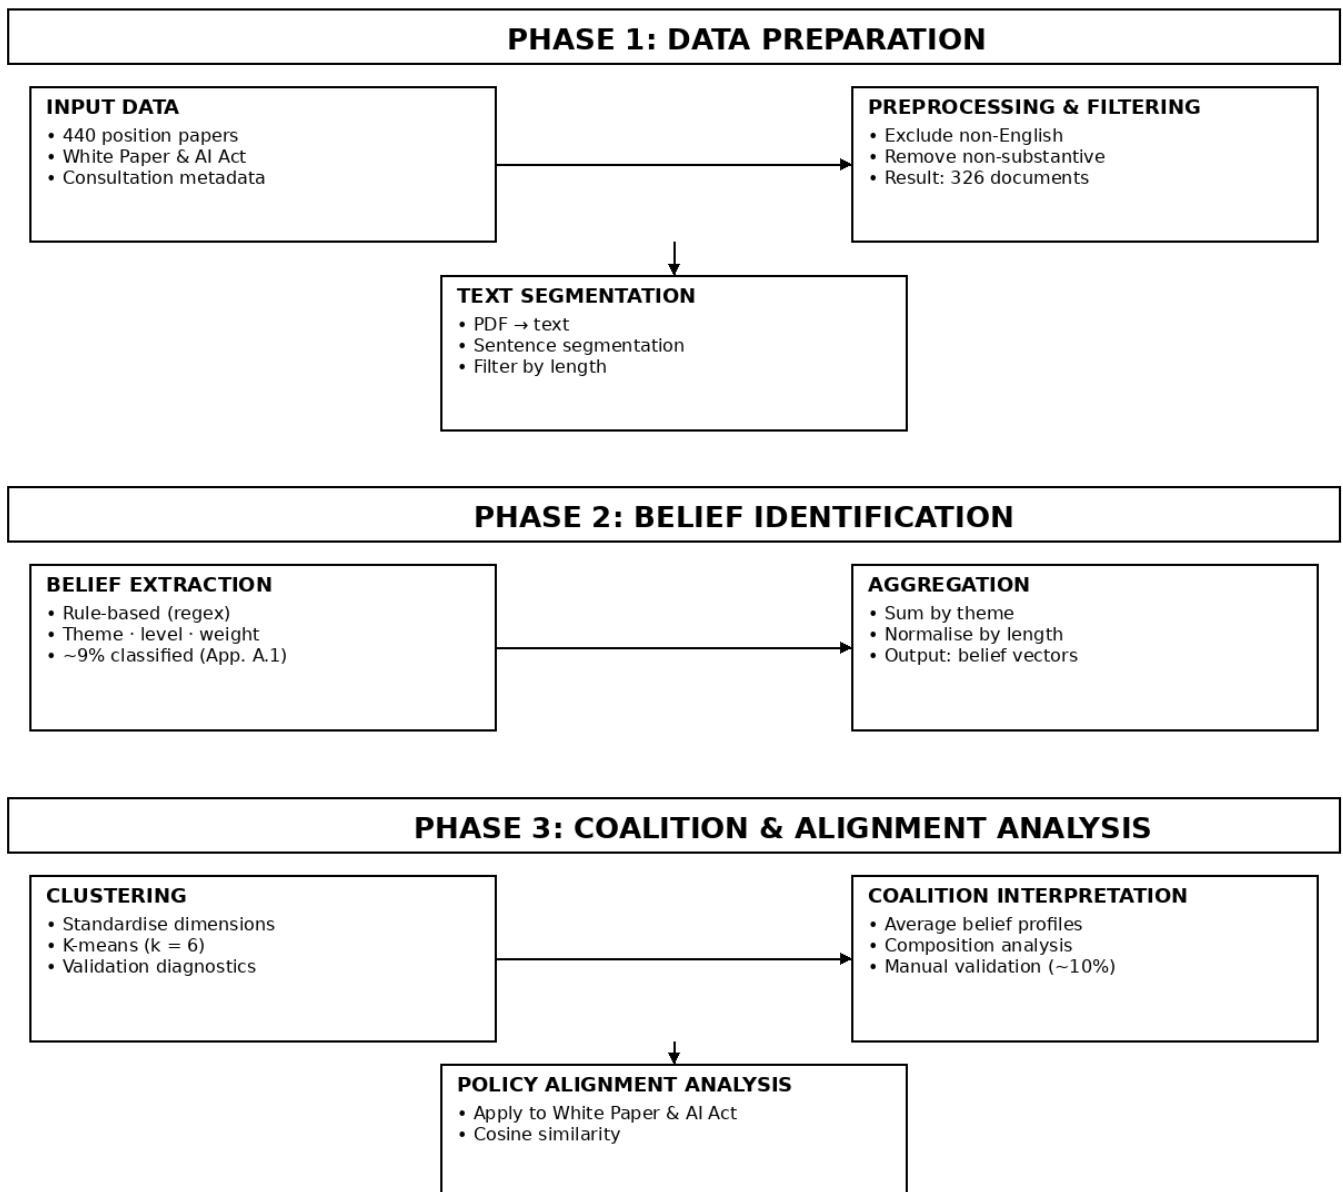 PHASE 1: DATA PREPARATION
INPUT DATA
• 440 position papers
• White Paper & AI Act
• Consultation metadata
PREPROCESSING & FILTERING
• Exclude non-English
• Remove non-substantive
• Result: 326 documents
TEXT SEGMENTATION
• PDF → text
• Sentence segmentation
• Filter by length
PHASE 2: BELIEF IDENTIFICATION
BELIEF EXTRACTION
• Rule-based (regex)
• Theme · level · weight
• ~9% classified (App. A.1)
AGGREGATION
• Sum by theme
• Normalise by length
• Output: belief vectors
PHASE 3: COALITION & ALIGNMENT ANALYSIS
CLUSTERING
• Standardise dimensions
• K-means (k = 6)
• Validation diagnostics
COALITION INTERPRETATION
• Average belief profiles
• Composition analysis
• Manual validation (~10%)
POLICY ALIGNMENT ANALYSIS
• Apply to White Paper & AI Act
• Cosine similarity